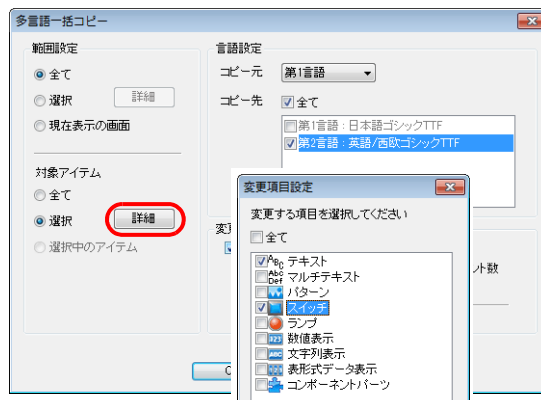 多言語一括コピー
範囲設定
全て
選択
詳細
現在表示の画面
対象アイテム
全て
選択
詳細
選択中のアイテム
言語設定
コピー元
第1言語
コピー先
全て
第1言語：日本語ゴシックTTF
第2言語：英語/西欧ゴシックTTF
変更項目設定
変更する項目を選択してください
全て
ABC テキスト
Abc Def マルチテキスト
パターン
スイッチ
ランプ
123 数値表示
ABC 文字列表示
表形式データ表示
コンポーネントパーツ
ント数